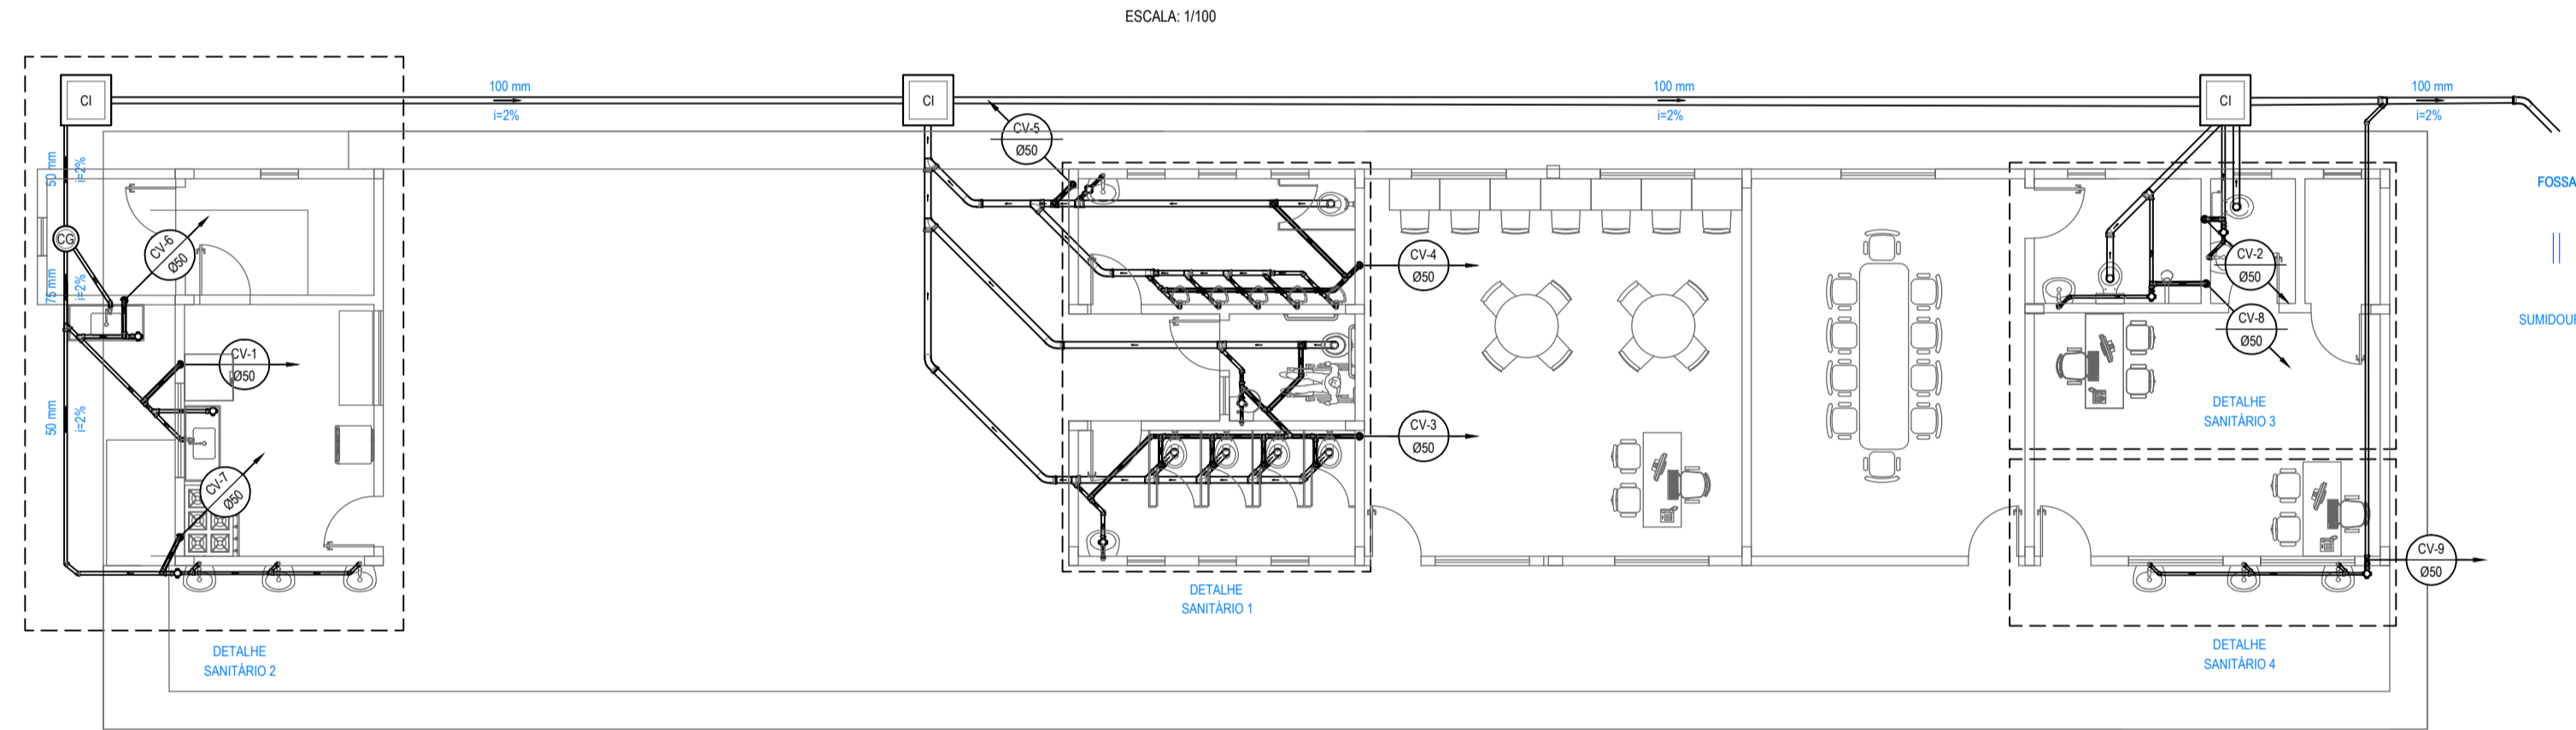 ESCALA: 1/100
100 mm
i=2%
100 mm
i=2%
100 mm
i=2%
CI
CI
CI
CV-5
Ø50
50 mm
i=2%
FOSSA
CG
CV-6
Ø50
CV-4
Ø50
CV-2
Ø50
75 mm
i=2%
CV-8
Ø50
CV-1
Ø50
50 mm
i=2%
DETALHE
SANITÁRIO 3
CV-3
Ø50
CV-7
Ø50
CV-9
Ø50
DETALHE
SANITÁRIO 1
DETALHE
SANITÁRIO 2
DETALHE
SANITÁRIO 4